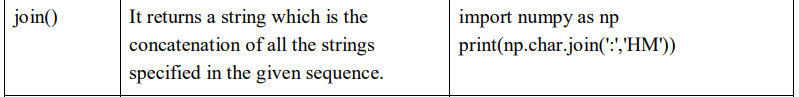 join()
It returns a string which is the
concatenation of all the strings
specified in the given sequence.
import numpy as np
print(np.char.join(':','HM'))